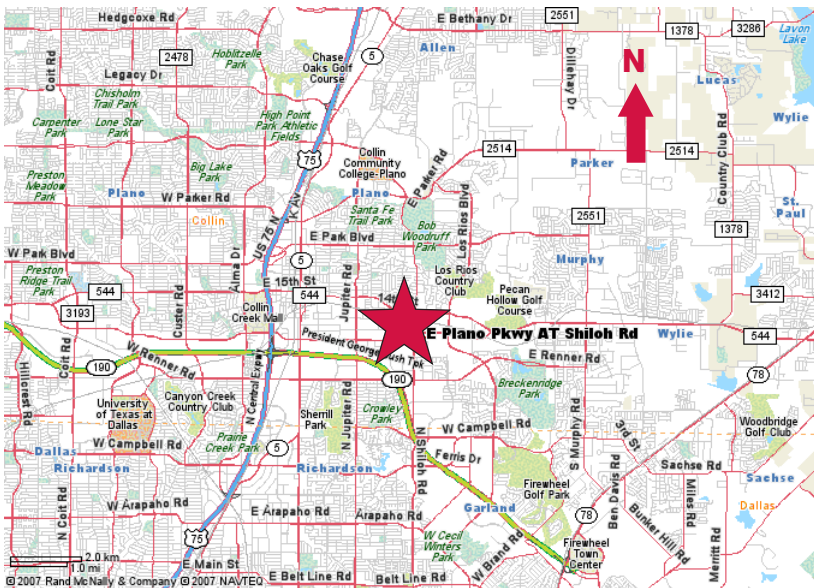 Hedgcoxe Rd
E Bethany Dr
2551
1378
3286
Lavon
Lake
Hoblitzelle
Park
2478
Chase
Oaks Golf
Course
5
Allen
Dillehay Dr
N
Lucas
Coit Rd
Legacy Dr
Chisholm
Trail Park
Carpenter
Park
Lone Star
Park
High Point
Park Athletic
Fields
75
Collin
Community
College-Plano
2514
2514
Wylie
Country Club Rd
Preston
Meadow
Park
Big Lake
Park
Plano
W Parker Rd
Collin
K Av
US 75 N
Plano
E Parker Rd
Parker
Santa Fe
Trail Park
Bob
Woodruff
Park
Los Rios Blvd
2551
St.
Paul
1378
W Park Blvd
E Park Blvd
5
Alma Dr
Murphy
Preston
Ridge Trail
Park
544
3193
Custer Rd
E 15th St
544
Collin
Creek Mall
Jupiter Rd
14th St
Los Rios
Country
Club
Pecan
Hollow Golf
Course
3412
E Plano Pkwy AT Shiloh Rd
Wylie
544
President George Bush Tpk
190
W Renner Rd
190
E Renner Rd
Coit Rd
Hillcrest Rd
N Central Expwy
78
University
of Texas at
Dallas
Canyon Creek
Country Club
Sherrill
Park
N Jupiter Rd
Crowley
Park
Breckenridge
Park
Woodbridge
Golf Club
W Campbell Rd
W Campbell Rd
Prairie
Creek Park
5
N Shiloh Rd
Ferris Dr
S Murphy Rd
3rd St
Dallas
Richardson
Richardson
Firewheel
Golf Park
Sachse Rd
Sachse
Dallas
N Coit Rd
W Arapaho Rd
E Arapaho Rd
Arapaho Rd
Garland
78
Ben Davis Rd
Bunker Hill Rd
Miles Rd
Merritt Rd
75
W Cecil
Winters
Park
W Brand Rd
Firewheel
Town
Center
2.0 km
1.0 mi
E Main St
E Belt Line Rd
Belt Line Rd
© 2007 Rand McNally & Company © 2007 NAVTEQ